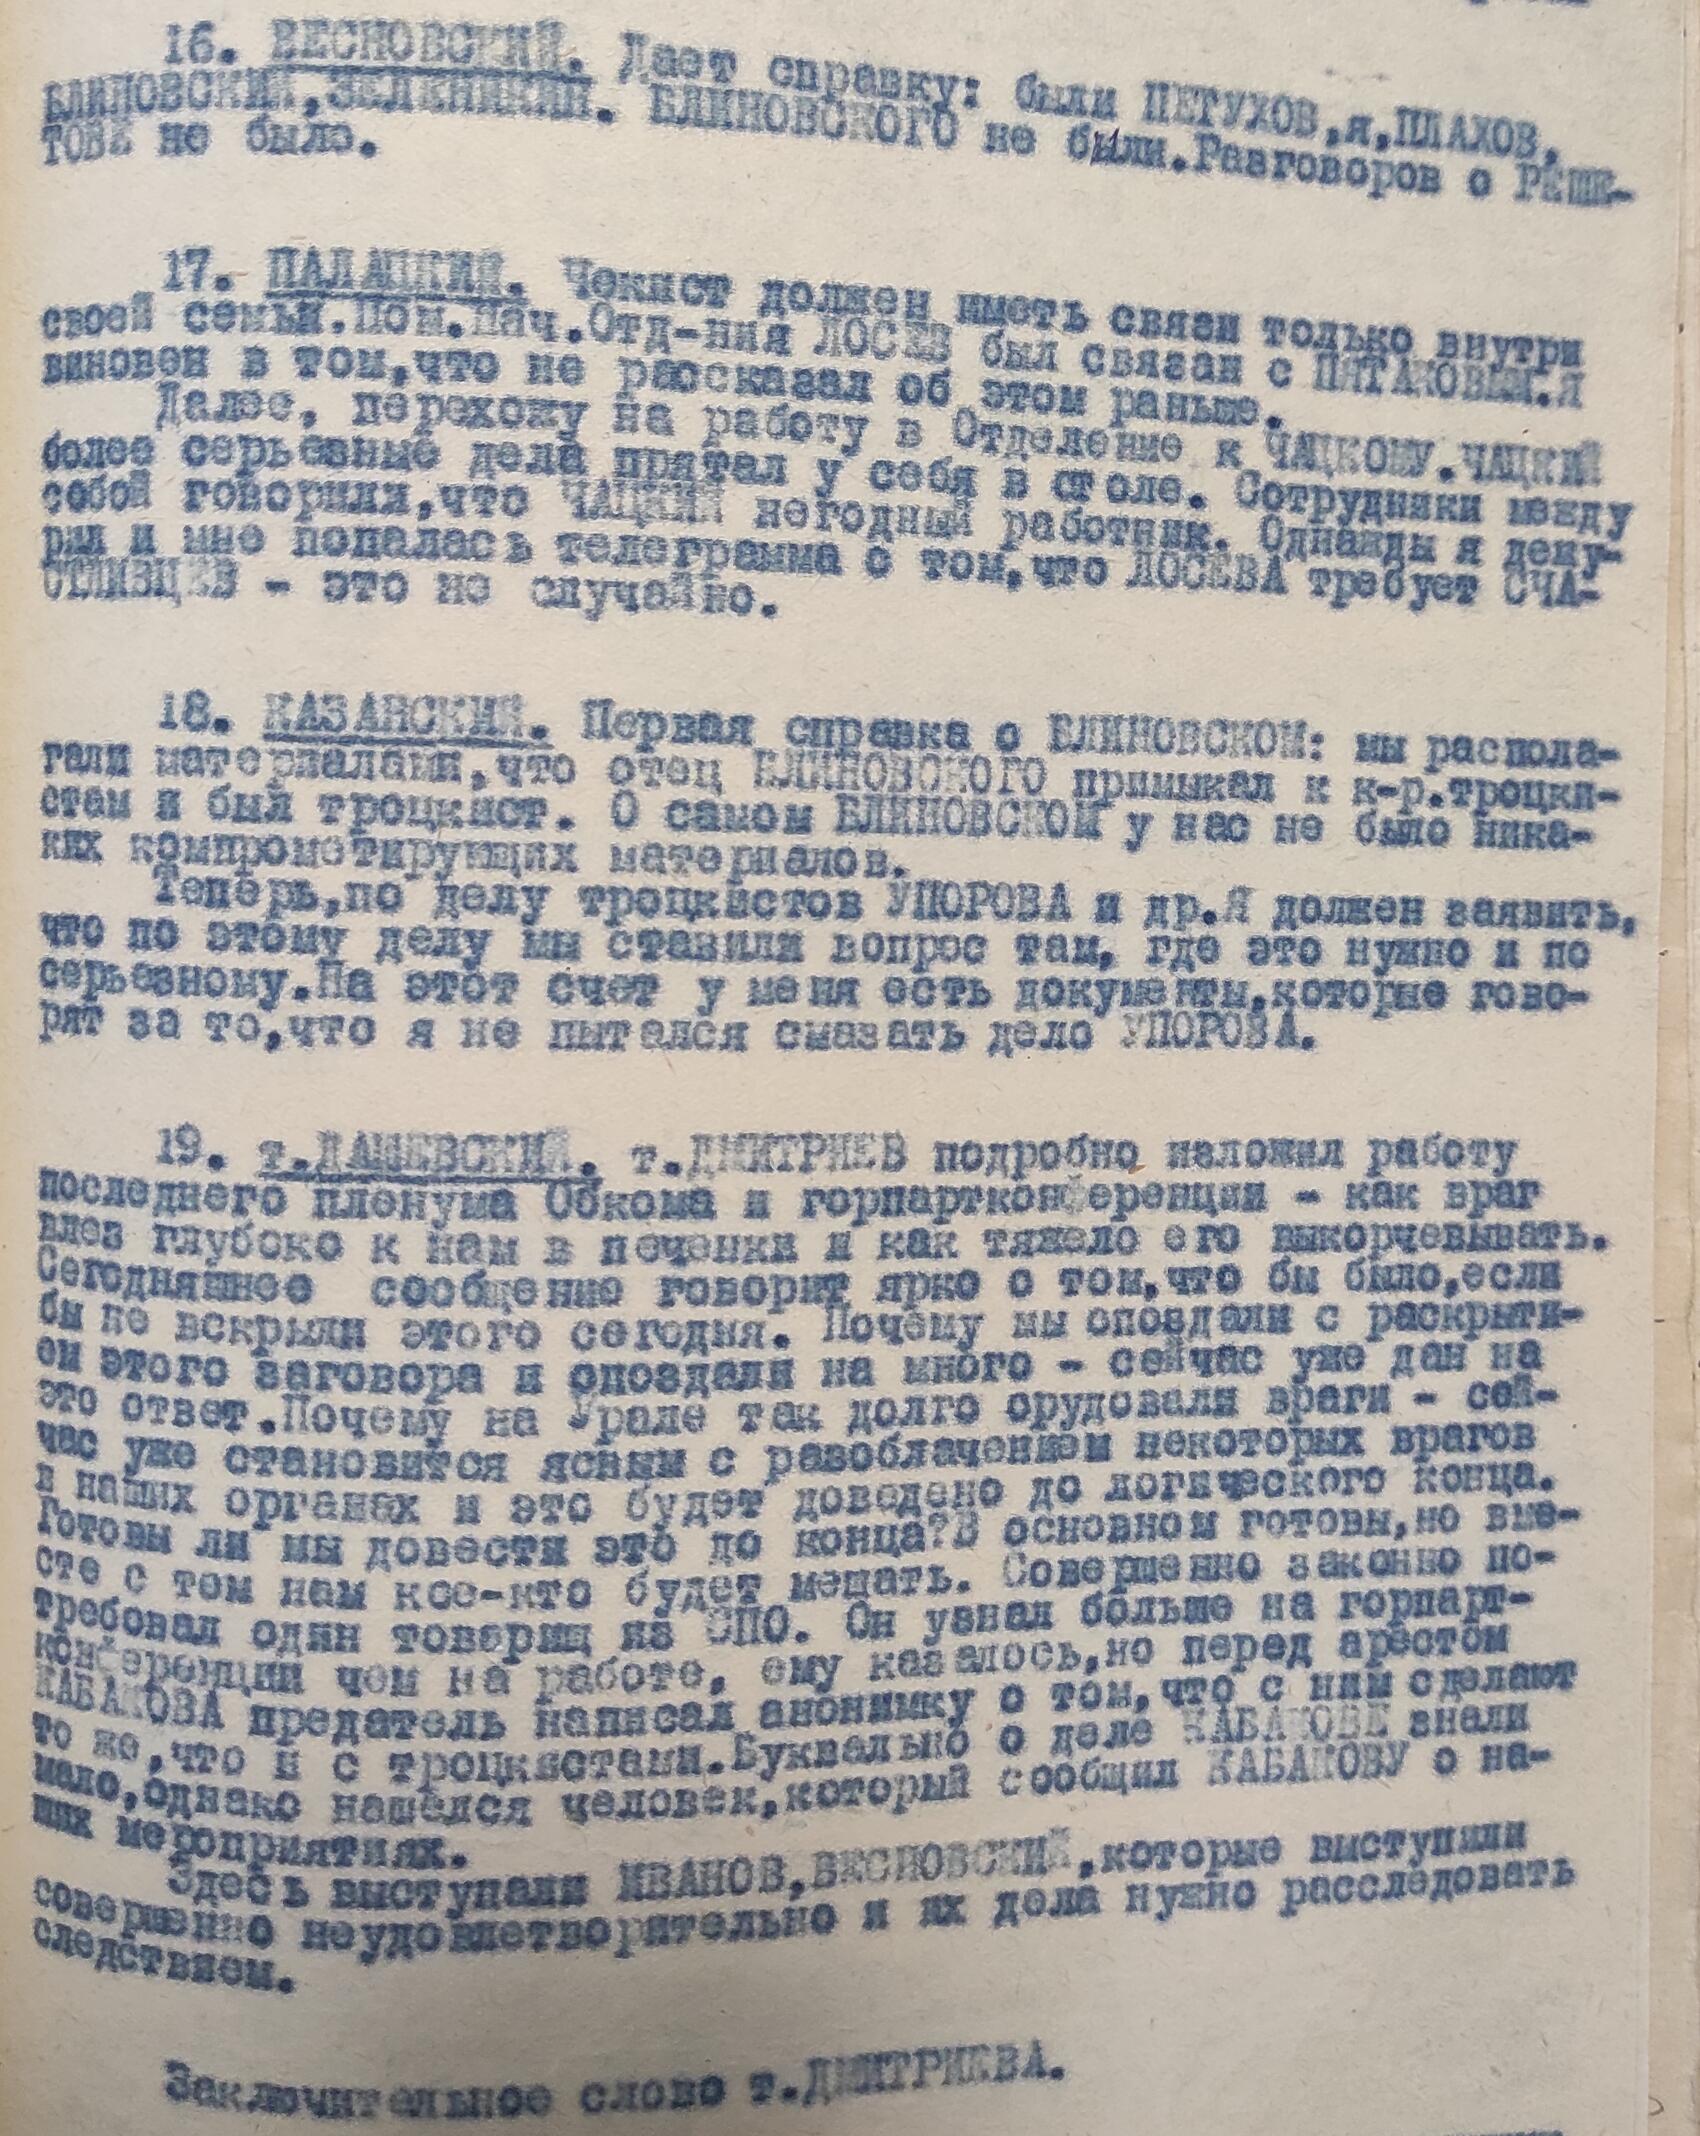 16. ВЕСНОВСКИЙ. Дает справку: были ПЕТУХОВ,я,ПЛАХОВ,
БЛИНОВСКИЙ,ЗЕЛЕНИКИН. БЛИНОВСКОГО не были.Разговоров о РЕШЕ-
ТОВЕ не было.
17. ПАЛАЦКИЙ. Чекист должен иметь связи только внутри
своей семьи.Пом.Нач.Отд-ния ЛОСЕВ был связан с ПЯТАКОВЫМ.Я
виновен в том,что не рассказал об этом раньше.
Далее, перехожу на работу в Отделение к ЧАЦКОМУ.ЧАЦКИЙ
более серьезные дела прятал у себя в столе. Сотрудники между
собой говорили,что ЧАЦКИЙ негодный работник. Однажды я дежу-
рил и мне попалась телеграмма о том,что ЛОСЕВА требует СЧА-
СТЛИВЦЕВ - это не случайно.
18. КАЗАНСКИЙ. Первая справка о БЛИНОВСКОМ: мы распола-
гали материалами,что отец БЛИНОВСКОГО примыкал к к-р.троцки-
стам и был троцкист. О самом БЛИНОВСКОМ у нас не было ника-
ких компрометирующих материалов.
Теперь,по делу троцкистов УПОРОВА и др.Я должен заявить,
что по этому делу мы ставили вопрос там, где это нужно и по
серьезному.На этот счет у меня есть документы,которые гово-
рят за то,что я не пытался смазать дело УПОРОВА.
19. т.ДАШЕВСКИЙ. т.ДМИТРИЕВ подробно изложил работу
последнего пленума Обкома и горпартконференции - как враг
влез глубоко к нам в печенки и как тяжело его выкорчевывать.
Сегодняшнее сообщение говорит ярко о том,что бы было,если
бы не вскрыли этого сегодня. Почему мы опоздали с раскрыти-
ем этого заговора и опоздали на много - сейчас уже дан на
это ответ.Почему на Урале так долго орудовали враги - сей-
час уже становится ясным с разоблачением некоторых врагов
в наших органах и это будет доведено до логического конца.
Готовы ли мы довести это до конца?В основном готовы,но вме-
сте с тем нам кое-кто будет мешать. Совершенно законно по-
требовал один товарищ из СПО. Он узнал больше на горпарт-
конференции чем на работе, ему казалось,но перед арестом
КАБАКОВА предатель написал анонимку о том,что с ним сделают
то же,что и с троцкистами.Буквально о деле КАБАКОВЕ знали
мало,однако нашелся человек,который сообщил КАБАКОВУ о на-
ших мероприятиях.
Здесь выступали ИВАНОВ,ВЕСНОВСКИЙ,которые выступили
совершенно неудовлетворительно и их дела нужно расследовать
следствием.
Заключительное слово т.ДМИТРИЕВА.